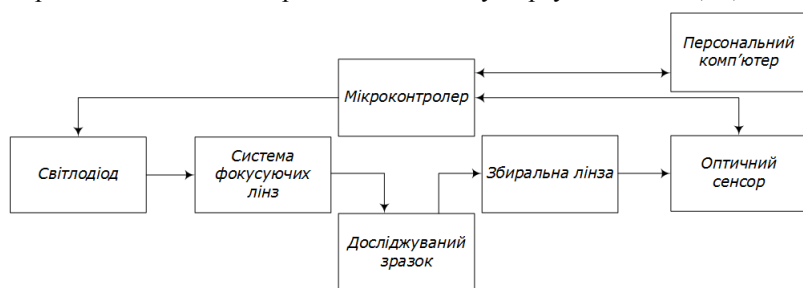 Персональний
комп’ютер
Мікроконтролер
Світлодіод
Система
фокусуючих
лінз
Збиральна лінза
Оптичний
сенсор
Досліджуваний
зразок